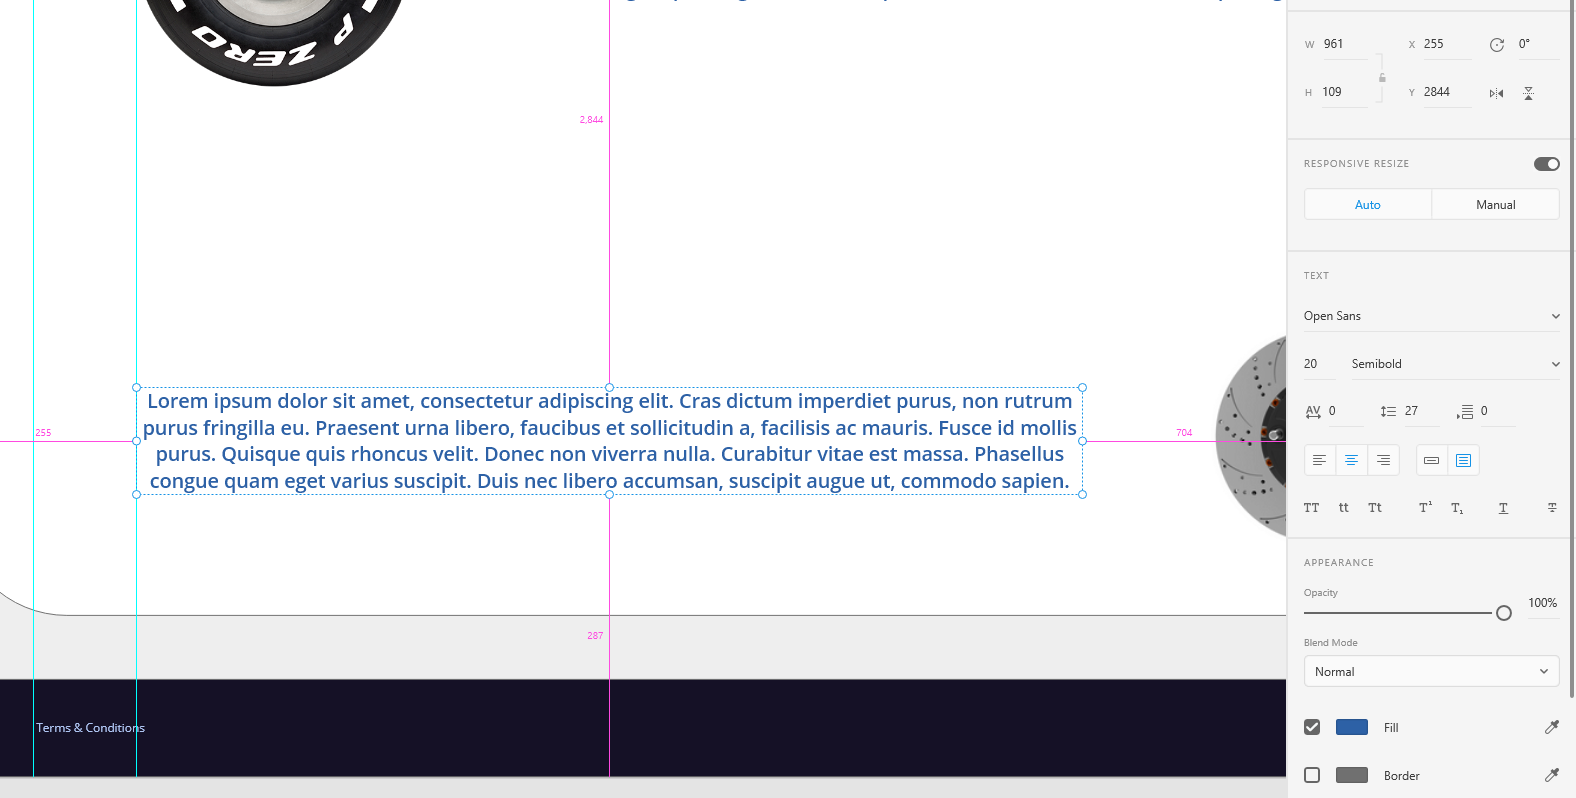 P ZERO
W 961 X 255 0°
2,844
H 109 Y 2844
RESPONSIVE RESIZE
Auto Manual
TEXT
Open Sans
20 Semibold
Lorem ipsum dolor sit amet, consectetur adipiscing elit. Cras dictum imperdiet purus, non rutrum
purus fringilla eu. Praesent urna libero, faucibus et sollicitudin a, facilisis ac mauris. Fusce id mollis
purus. Quisque quis rhoncus velit. Donec non viverra nulla. Curabitur vitae est massa. Phasellus
congue quam eget varius suscipit. Duis nec libero accumsan, suscipit augue ut, commodo sapien.
255
704
AV 0 27 0
TT tt Tt T¹ T₁ T T
APPEARANCE
Opacity
100%
287
Blend Mode
Normal
Terms & Conditions
Fill
Border